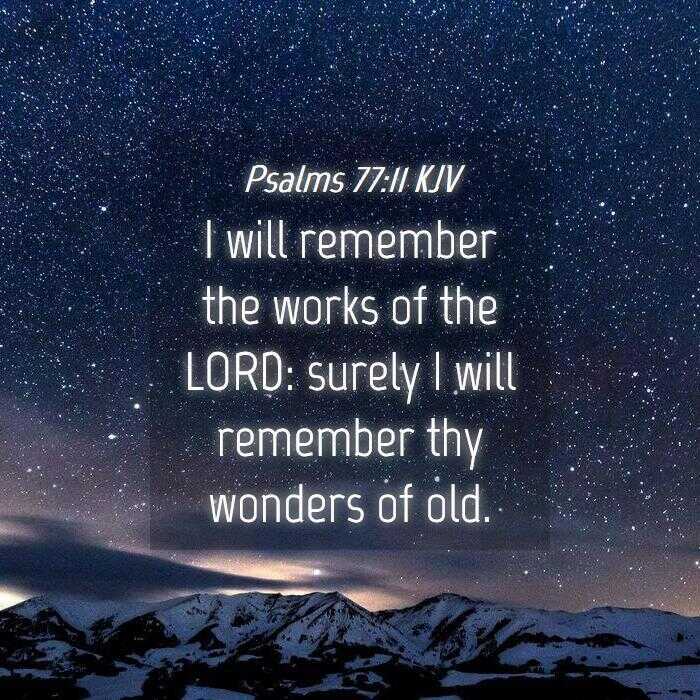 Psalms 77:11 KJV
I will remember
the works of the
LORD: surely I will
remember thy
wonders of old.